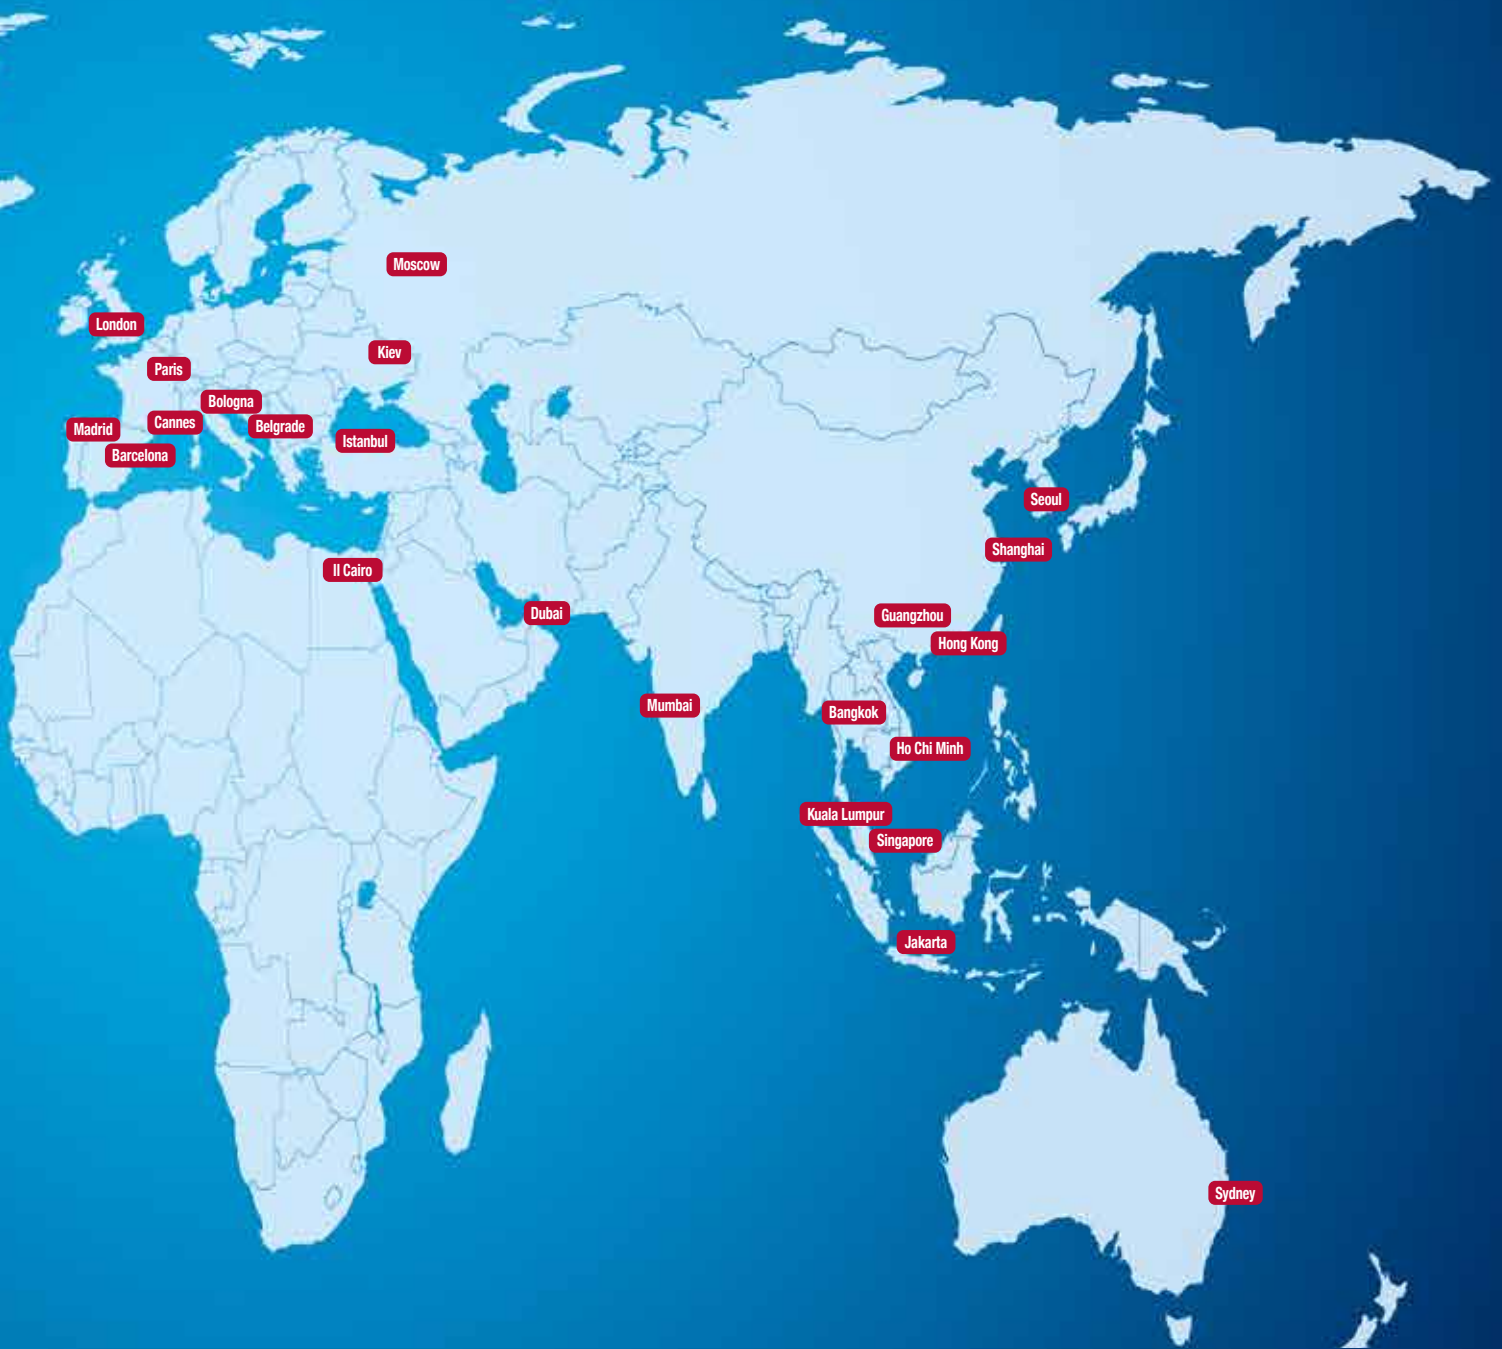 Moscow
London
Kiev
Paris
Bologna
Cannes
Belgrade
Madrid
Istanbul
Barcelona
Seoul
Shanghai
Il Cairo
Dubai
Guangzhou
Hong Kong
Mumbai
Bangkok
Ho Chi Minh
Kuala Lumpur
Singapore
Jakarta
Sydney